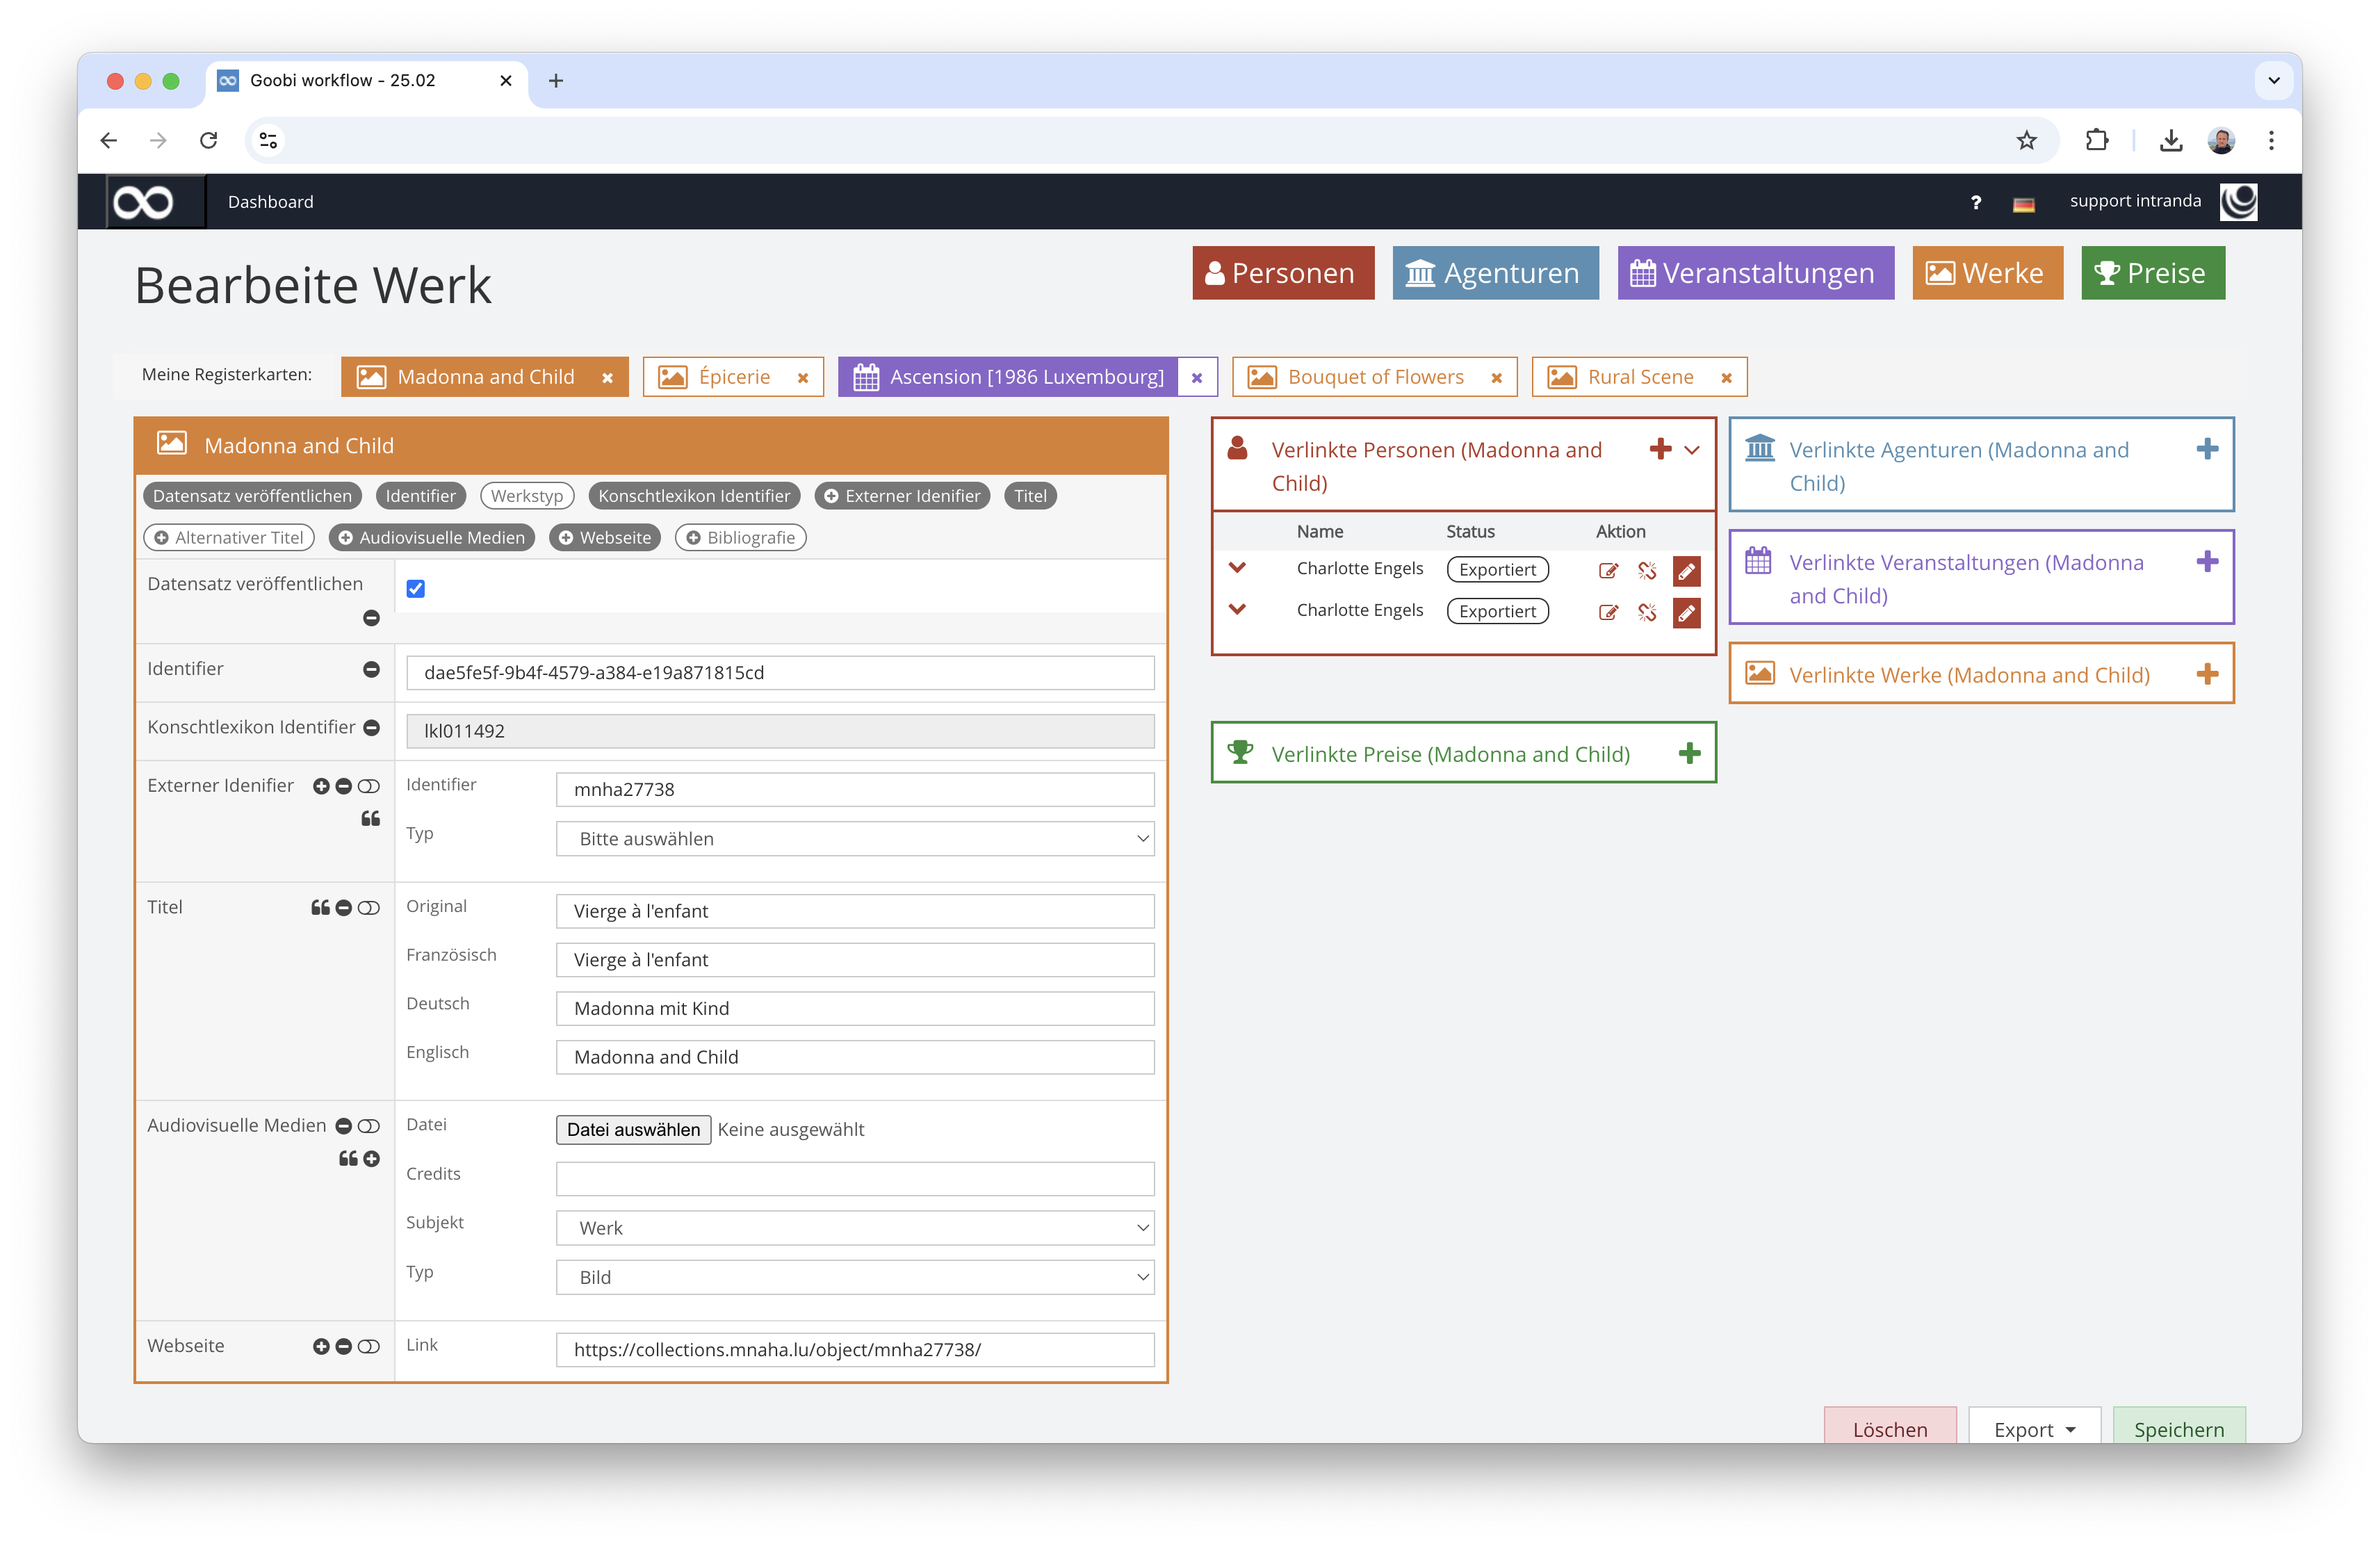 Goobi workflow - 25.02
Dashboard
? support intranda
Bearbeite Werk
Personen Agenturen Veranstaltungen Werke Preise
Meine Registerkarten: Madonna and Child Épicerie Ascension [1986 Luxembourg] Bouquet of Flowers Rural Scene
Madonna and Child
Datensatz veröffentlichen Identifier Werkstyp Konschtlexikon Identifier Externer Idenifier Titel
Alternativer Titel Audiovisuelle Medien Webseite Bibliografie
Datensatz veröffentlichen
Identifier dae5fe5f-9b4f-4579-a384-e19a871815cd
Konschtlexikon Identifier lkl011492
Externer Idenifier Identifier mnha27738
Typ Bitte auswählen
Titel Original Vierge à l'enfant
Französisch Vierge à l'enfant
Deutsch Madonna mit Kind
Englisch Madonna and Child
Audiovisuelle Medien Datei Datei auswählen Keine ausgewählt
Credits
Subjekt Werk
Typ Bild
Webseite Link https://collections.mnaha.lu/object/mnha27738/
Verlinkte Personen (Madonna and
Child)
Name Status Aktion
Charlotte Engels Exportiert
Charlotte Engels Exportiert
Verlinkte Preise (Madonna and Child)
Verlinkte Agenturen (Madonna and
Child)
Verlinkte Veranstaltungen (Madonna
and Child)
Verlinkte Werke (Madonna and Child)
Löschen Export Speichern